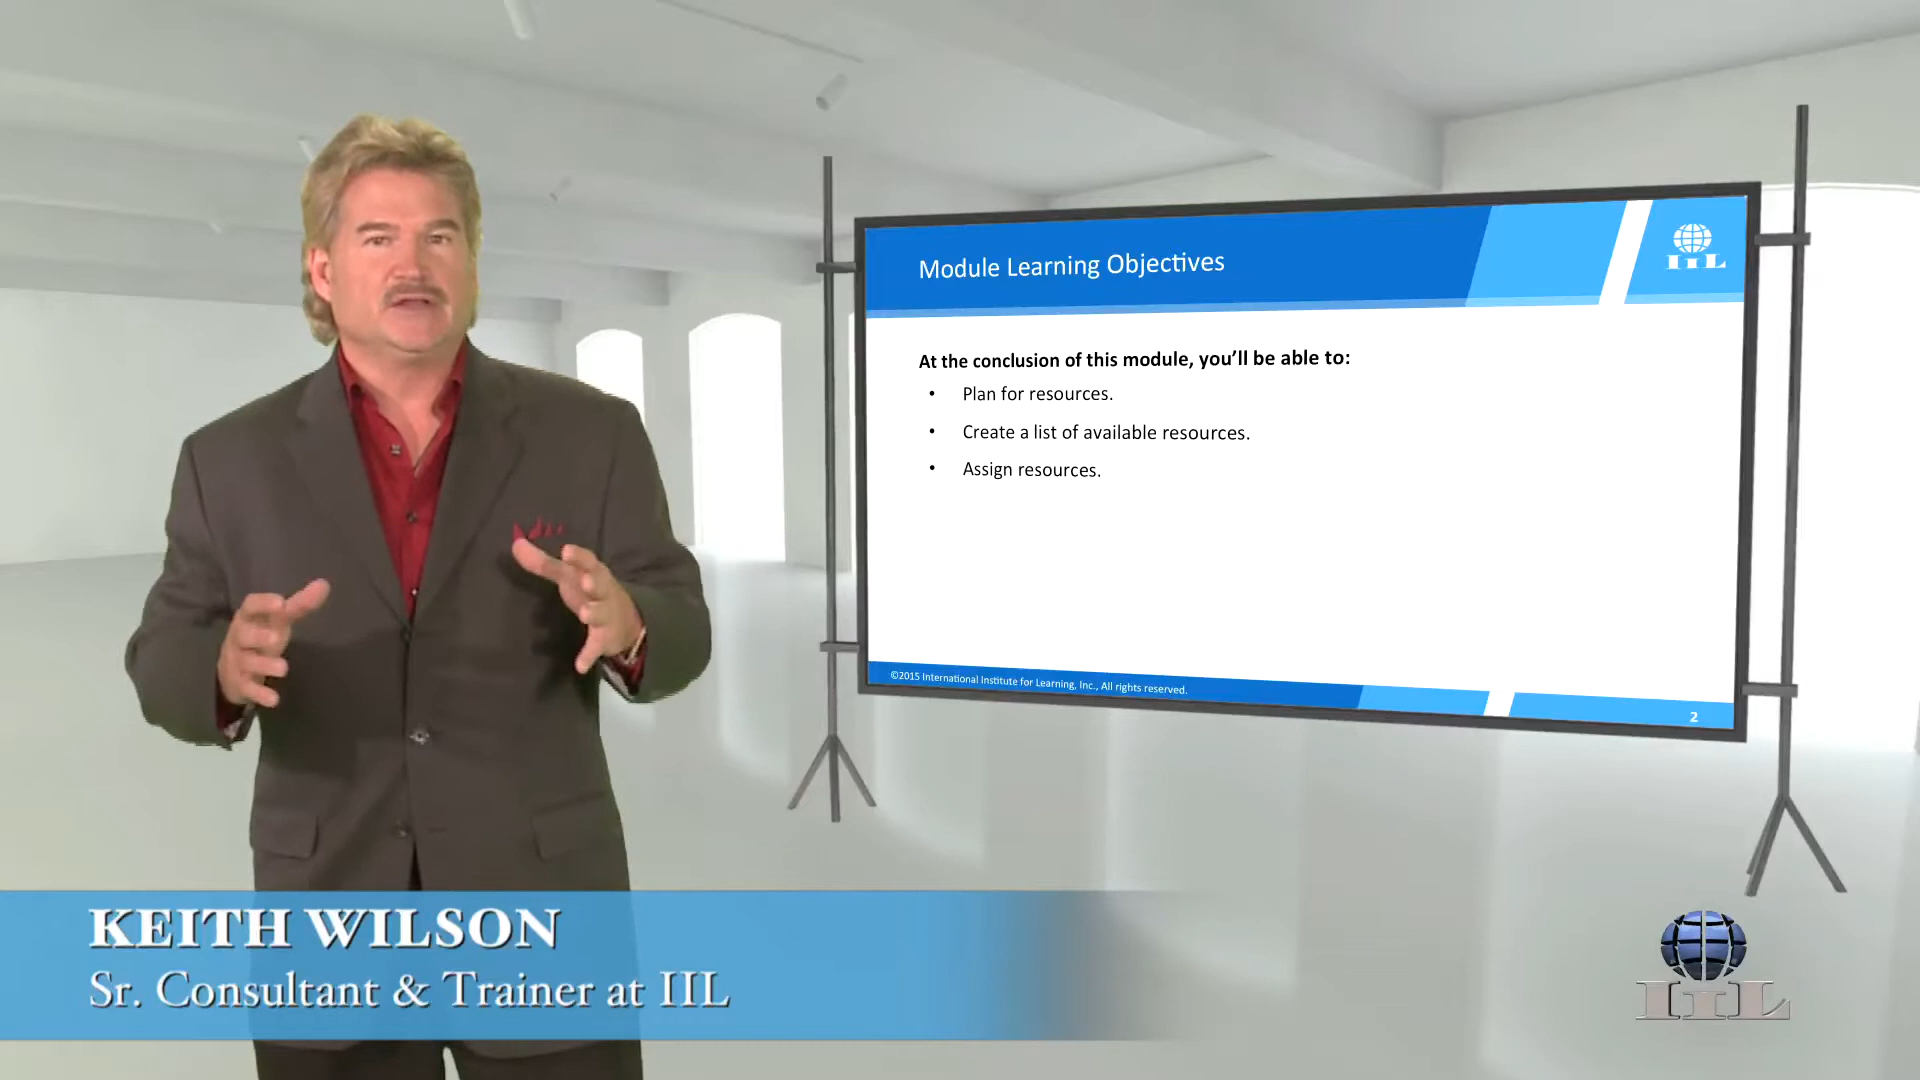 Module Learning Objectives
IIL
At the conclusion of this module, you’ll be able to:
• Plan for resources.
• Create a list of available resources.
• Assign resources.
©2015 International Institute for Learning, Inc., All rights reserved.
2
KEITH WILSON
Sr. Consultant & Trainer at IIL
IIL